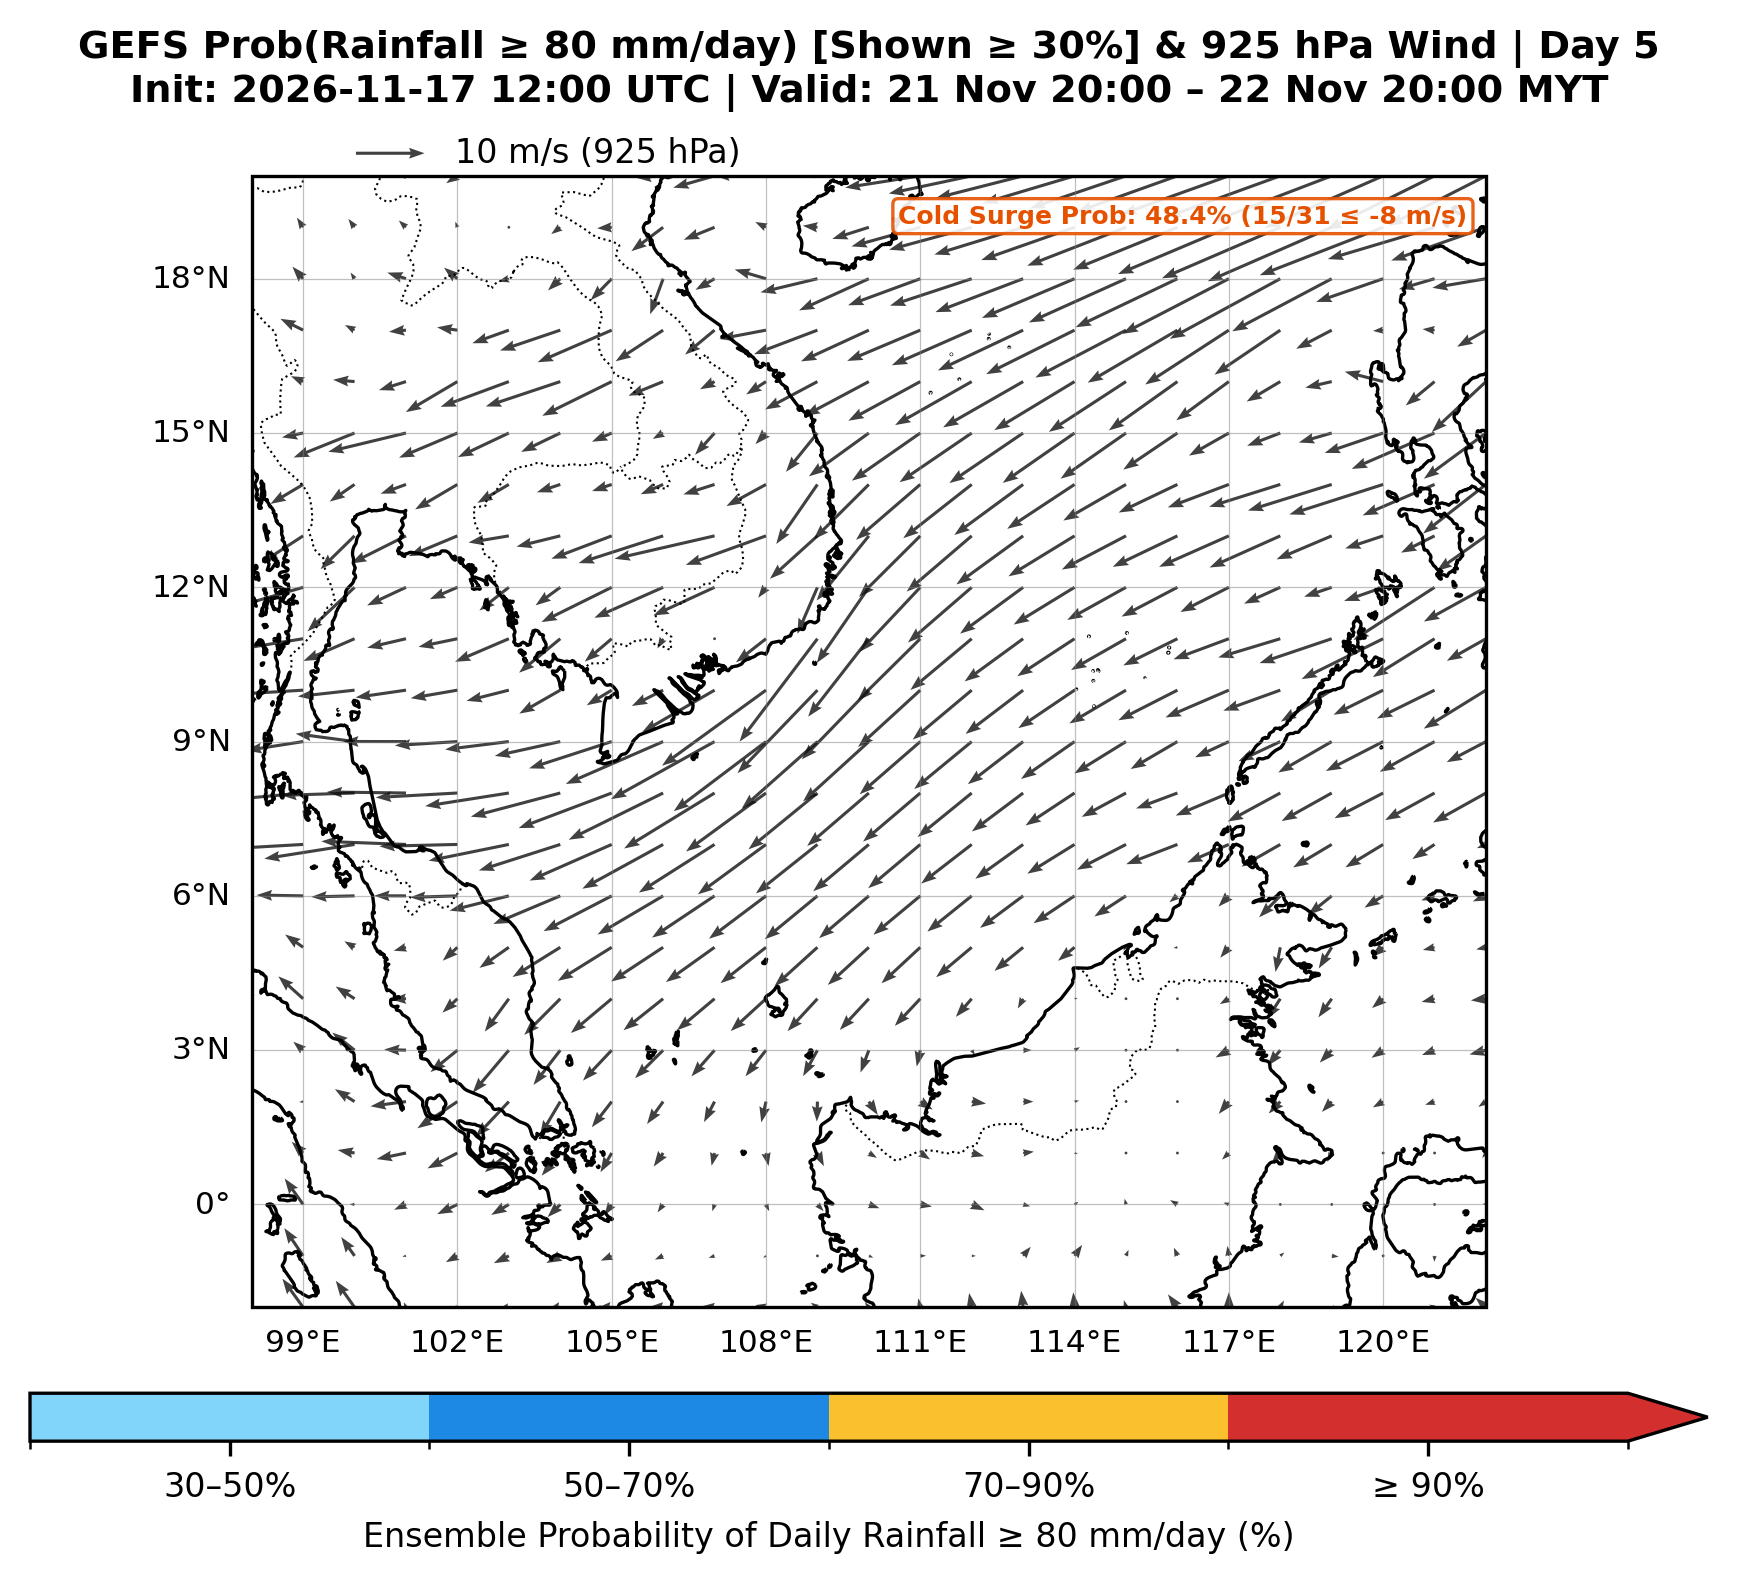 GEFS Prob(Rainfall ≥ 80 mm/day) [Shown ≥ 30%] & 925 hPa Wind | Day 5
Init: 2026-11-17 12:00 UTC | Valid: 21 Nov 20:00 – 22 Nov 20:00 MYT
10 m/s (925 hPa)
Cold Surge Prob: 48.4% (15/31 ≤ -8 m/s)
18°N
15°N
12°N
9°N
6°N
3°N
0°
99°E 102°E 105°E 108°E 111°E 114°E 117°E 120°E
30–50% 50–70% 70–90% ≥ 90%
Ensemble Probability of Daily Rainfall ≥ 80 mm/day (%)